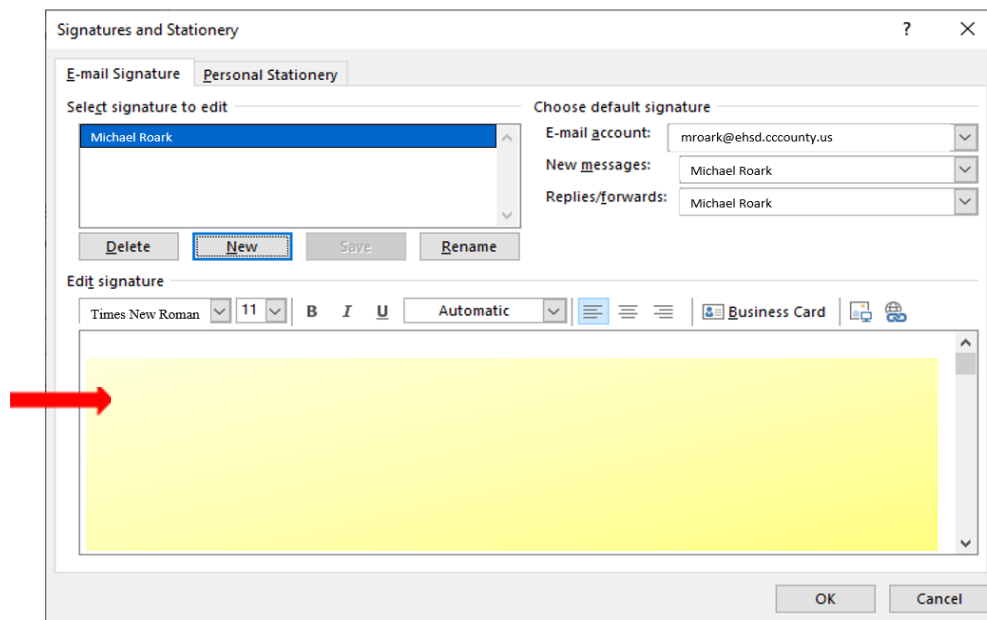 Signatures and Stationery ?
E-mail Signature Personal Stationery
Select signature to edit Choose default signature
Michael Roark E-mail account: mroark@ehsd.cccounty.us
New messages: Michael Roark
Replies/forwards: Michael Roark
Delete New Save Rename
Edit signature
Times New Roman 11 B I U Automatic Business Card
OK Cancel